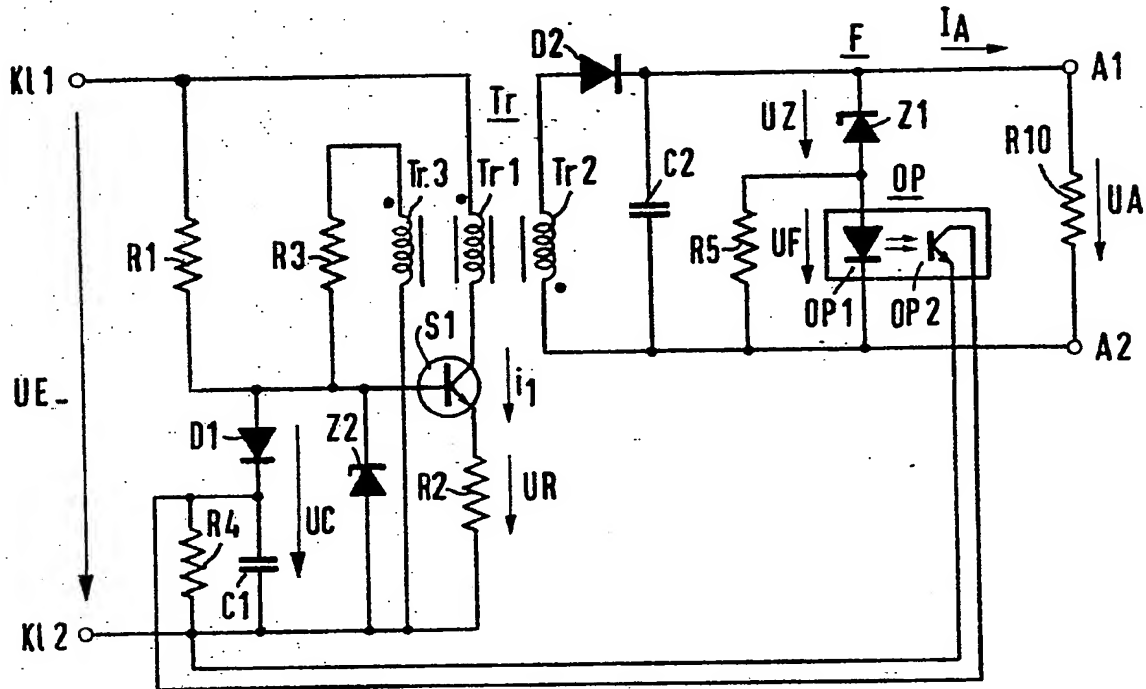 D2
F
IA
Kl1
A1
Tr
UZ
Z1
R10
Tr.3
Tr1
Tr2
C2
OP
UA
R1
R3
R5
UF
OP1
OP2
S1
A2
i1
UE_
D1
Z2
R2
UR
R4
UC
C1
Kl2